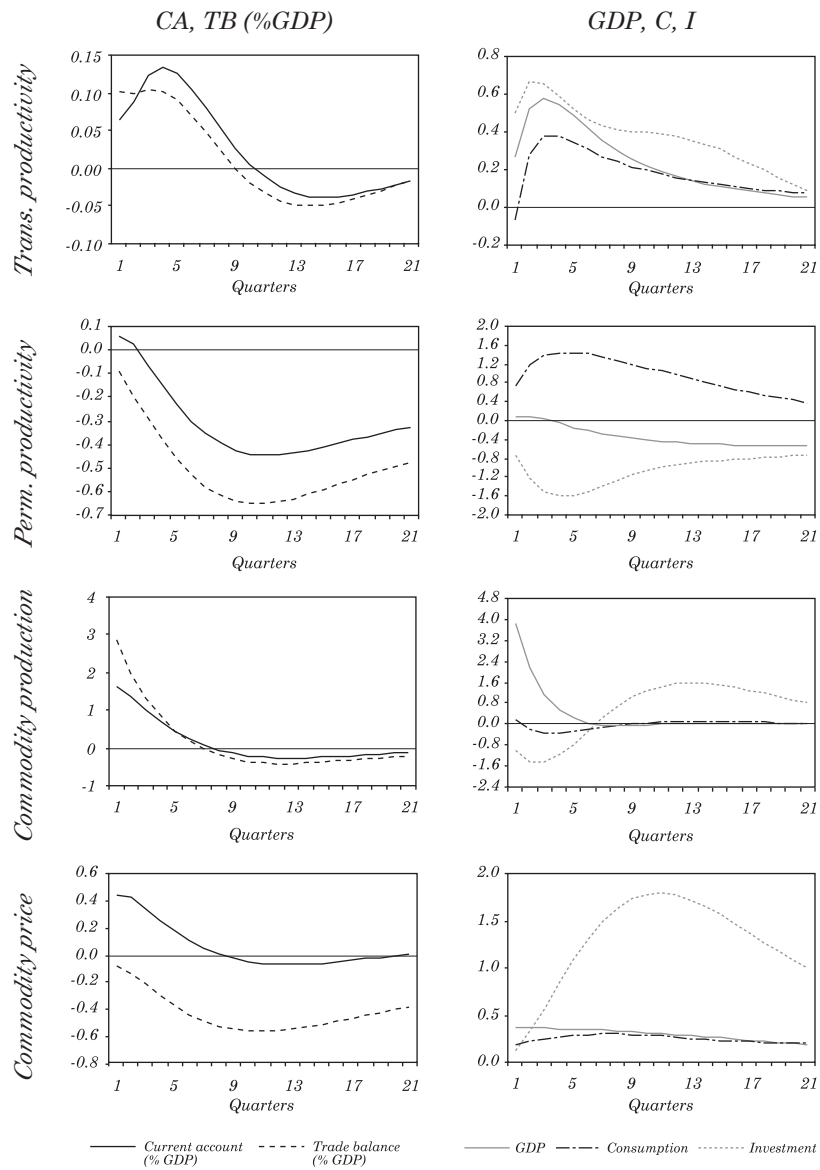 CA, TB (%GDP)
GDP, C, I
Trans. productivity
0.15
0.10
0.05
0.00
-0.05
-0.10
1 5 9 13 17 21
Quarters
0.8
0.6
0.4
0.2
0.0
-0.2
1 5 9 13 17 21
Quarters
Perm. productivity
0.1
0.0
-0.1
-0.2
-0.3
-0.4
-0.5
-0.6
-0.7
1 5 9 13 17 21
Quarters
2.0
1.6
1.2
0.8
0.4
0.0
-0.4
-0.8
-1.2
-1.6
-2.0
1 5 9 13 17 21
Quarters
Commodity production
4
3
2
1
0
-1
1 5 9 13 17 21
Quarters
4.8
4.0
3.2
2.4
1.6
0.8
0.0
-0.8
-1.6
-2.4
1 5 9 13 17 21
Quarters
Commodity price
0.6
0.4
0.2
0.0
-0.2
-0.4
-0.6
-0.8
1 5 9 13 17 21
Quarters
2.0
1.5
1.0
0.5
0.0
1 5 9 13 17 21
Quarters
Current account
(% GDP)
Trade balance
(% GDP)
GDP
Consumption
Investment